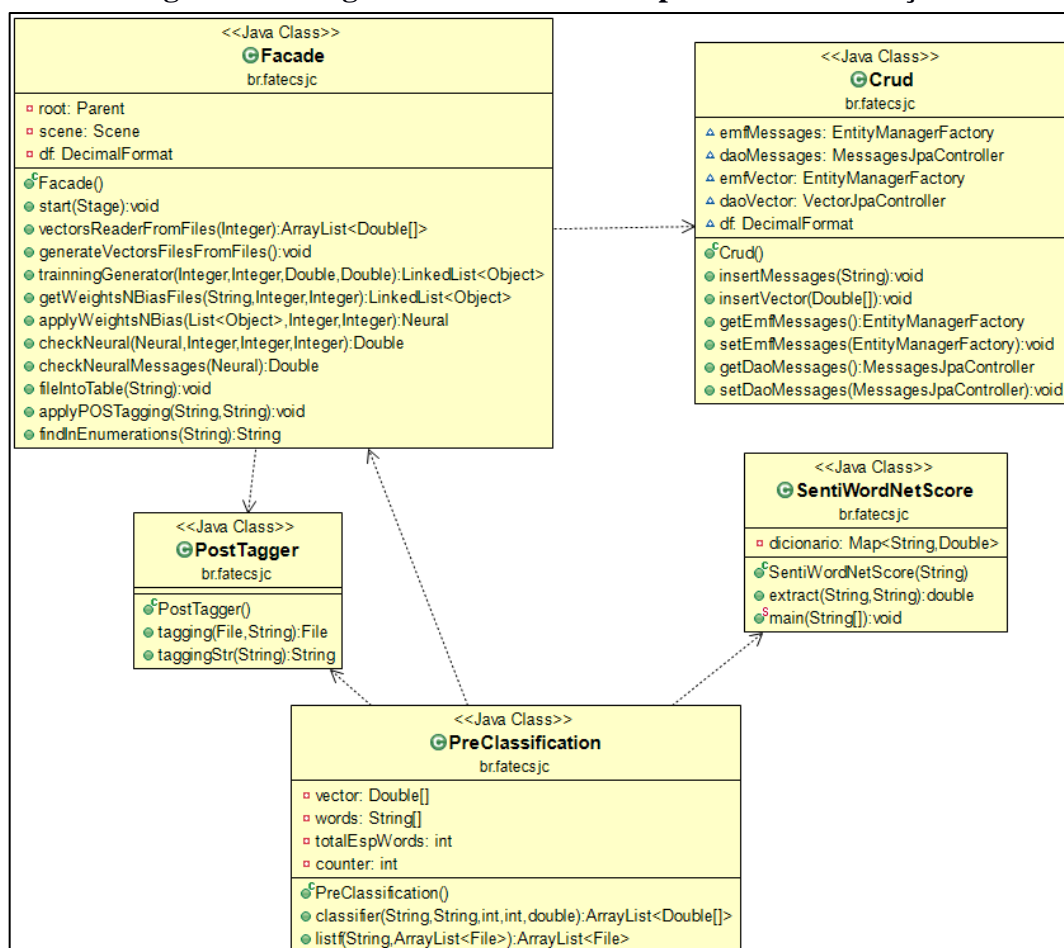 <<Java Class>>
Facade
br.fatecsjc
root: Parent
scene: Scene
df: DecimalFormat
Facade()
start(Stage):void
vectorsReaderFromFiles(Integer):ArrayList<Double[]>
generateVectorsFilesFromFiles():void
trainningGenerator(Integer,Integer,Double,Double):LinkedList<Object>
getWeightsNBiasFiles(String,Integer,Integer):LinkedList<Object>
applyWeightsNBias(List<Object>,Integer,Integer):Neural
checkNeural(Neural,Integer,Integer,Integer):Double
checkNeuralMessages(Neural):Double
fileIntoTable(String):void
applyPOSTagging(String,String):void
findInEnumerations(String):String
<<Java Class>>
Crud
br.fatecsjc
emfMessages: EntityManagerFactory
daoMessages: MessagesJpaController
emfVector: EntityManagerFactory
daoVector: VectorJpaController
df: DecimalFormat
Crud()
insertMessages(String):void
insertVector(Double[]):void
getEmfMessages():EntityManagerFactory
setEmfMessages(EntityManagerFactory):void
getDaoMessages():MessagesJpaController
setDaoMessages(MessagesJpaController):void
<<Java Class>>
PostTagger
br.fatecsjc
PostTagger()
tagging(File,String):File
taggingStr(String):String
<<Java Class>>
SentiWordNetScore
br.fatecsjc
dicionario: Map<String,Double>
SentiWordNetScore(String)
extract(String,String):double
main(String[]):void
<<Java Class>>
PreClassification
br.fatecsjc
vector: Double[]
words: String[]
totalEspWords: int
counter: int
PreClassification()
classifier(String,String,int,int,double):ArrayList<Double[]>
listf(String,ArrayList<File>):ArrayList<File>